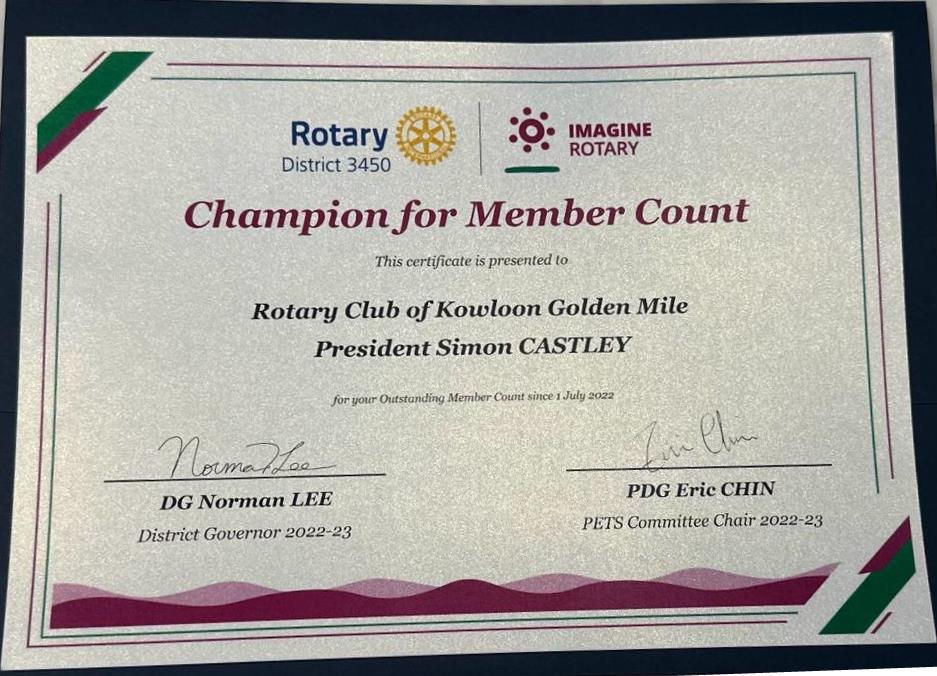 Rotary
District 3450
IMAGINE
ROTARY
Champion for Member Count
This certificate is presented to
Rotary Club of Kowloon Golden Mile
President Simon CASTLEY
for your Outstanding Member Count since 1 July 2022
Norman Lee
Eric Chin
DG Norman LEE
PDG Eric CHIN
District Governor 2022-23
PETS Committee Chair 2022-23